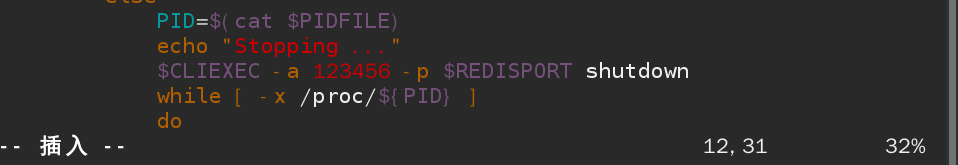 else
PID=$(cat $PIDFILE)
echo "Stopping ..."
$CLIEXEC -a 123456 -p $REDISPORT shutdown
while [ -x /proc/${PID} ]
do
-- 插入 -- 12,31 32%